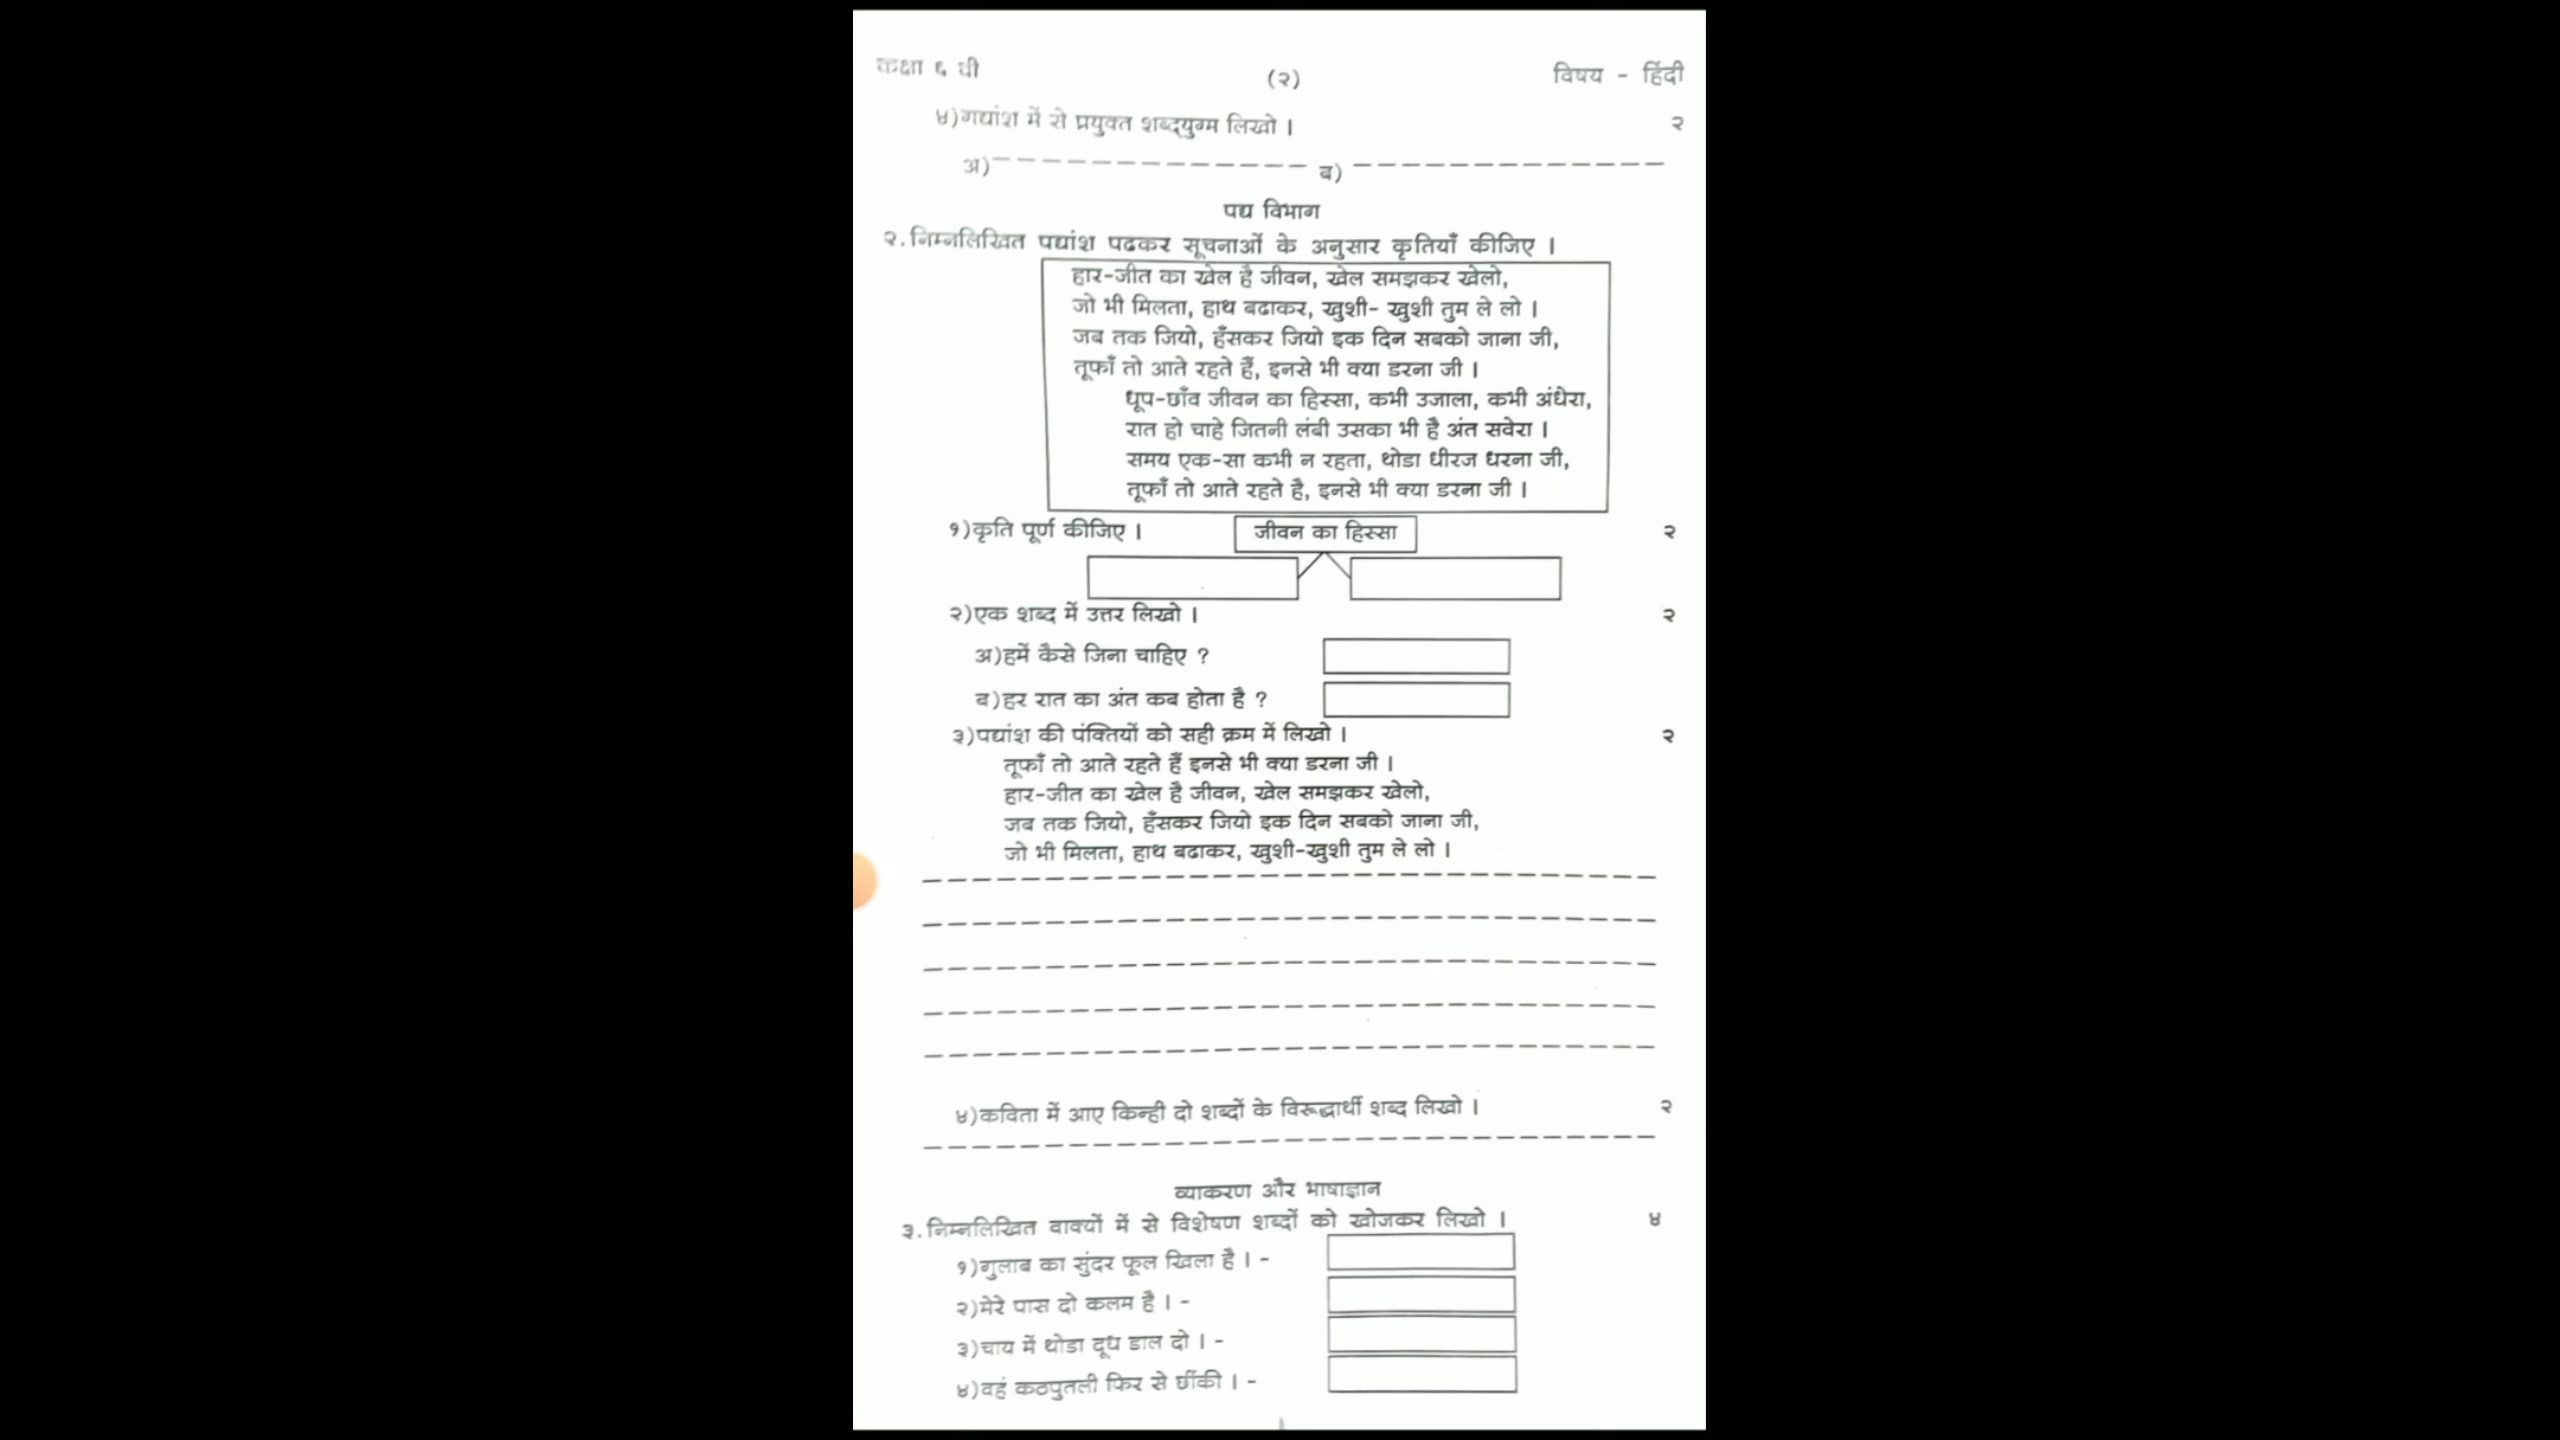 कक्षा ६ वी
(२)
विषय - हिंदी
४)गद्यांश में से प्रयुक्त शब्द्युग्म लिखो ।
२
अ)
ब)
पद्य विभाग
२.निम्नलिखित पद्यांश पढकर सूचनाओं के अनुसार कृतियाँ कीजिए ।
हार-जीत का खेल है जीवन, खेल समझकर खेलो,
जो भी मिलता, हाथ बढाकर, खुशी- खुशी तुम ले लो ।
जब तक जियो, हँसकर जियो इक दिन सबको जाना जी,
तूफाँ तो आते रहते हैं, इनसे भी क्या डरना जी ।
धूप-छाँव जीवन का हिस्सा, कभी उजाला, कभी अंधेरा,
रात हो चाहे जितनी लंबी उसका भी है अंत सवेरा ।
समय एक-सा कभी न रहता, थोडा धीरज धरना जी,
तूफाँ तो आते रहते है, इनसे भी क्या डरना जी ।
१)कृति पूर्ण कीजिए ।
जीवन का हिस्सा
२
२)एक शब्द में उत्तर लिखो ।
२
अ)हमें कैसे जिना चाहिए ?
ब)हर रात का अंत कब होता है ?
३)पद्यांश की पंक्तियों को सही क्रम में लिखो ।
२
तूफाँ तो आते रहते हैं इनसे भी क्या डरना जी ।
हार-जीत का खेल है जीवन, खेल समझकर खेलो,
जब तक जियो, हँसकर जियो इक दिन सबको जाना जी,
जो भी मिलता, हाथ बढाकर, खुशी-खुशी तुम ले लो ।
४)कविता में आए किन्ही दो शब्दों के विरूद्धार्थी शब्द लिखो ।
२
व्याकरण और भाषाज्ञान
३.निम्नलिखित वाक्यों में से विशेषण शब्दों को खोजकर लिखो ।
४
१)गुलाब का सुंदर फूल खिला है । -
२)मेरे पास दो कलम है । -
३)चाय में थोडा दूध डाल दो । -
४)वहं कठपुतली फिर से छींकी । -